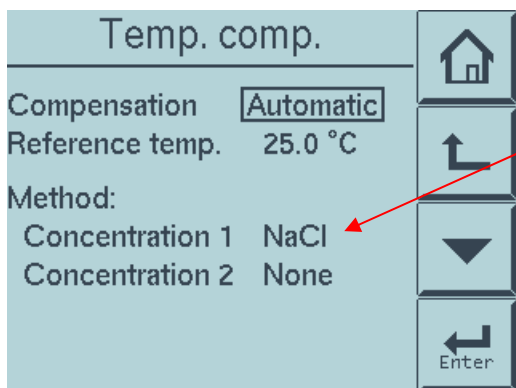 Temp. comp.
Compensation Automatic
Reference temp. 25.0 °C
Method:
Concentration 1 NaCl
Concentration 2 None
Enter